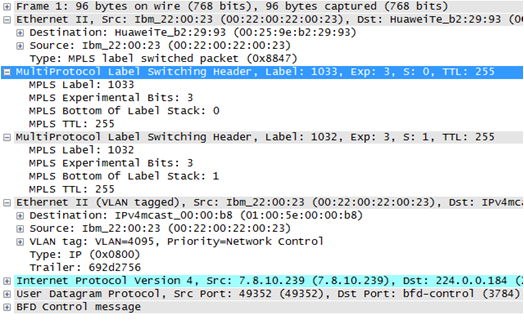 Frame 1: 96 bytes on wire (768 bits), 96 bytes captured (768 bits)
Ethernet II, Src: Ibm_22:00:23 (00:22:00:22:00:23), Dst: HuaweiTe_b2:29:93 (0
Destination: HuaweiTe_b2:29:93 (00:25:9e:b2:29:93)
Source: Ibm_22:00:23 (00:22:00:22:00:23)
Type: MPLS label switched packet (0x8847)
MultiProtocol Label Switching Header, Label: 1033, Exp: 3, S: 0, TTL: 255
MPLS Label: 1033
MPLS Experimental Bits: 3
MPLS Bottom Of Label Stack: 0
MPLS TTL: 255
MultiProtocol Label Switching Header, Label: 1032, Exp: 3, S: 1, TTL: 255
MPLS Label: 1032
MPLS Experimental Bits: 3
MPLS Bottom Of Label Stack: 1
MPLS TTL: 255
Ethernet II (VLAN tagged), Src: Ibm_22:00:23 (00:22:00:22:00:23), Dst: IPv4mc
Destination: IPv4mcast_00:00:b8 (01:00:5e:00:00:b8)
Source: Ibm_22:00:23 (00:22:00:22:00:23)
VLAN tag: VLAN=4095, Priority=Network Control
Type: IP (0x0800)
Trailer: 692d2756
Internet Protocol Version 4, Src: 7.8.10.239 (7.8.10.239), Dst: 224.0.0.184 (
User Datagram Protocol, Src Port: 49352 (49352), Dst Port: bfd-control (3784)
BFD Control message